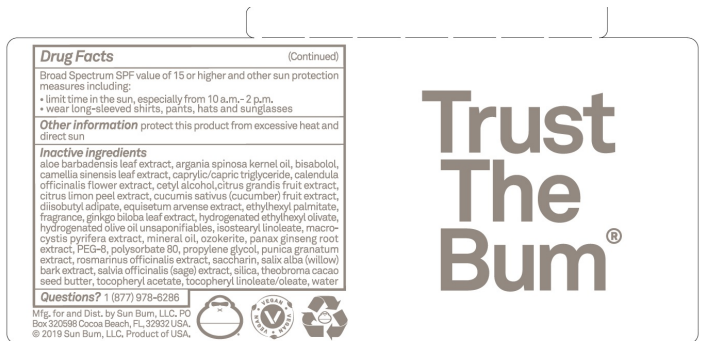 Drug Facts (Continued)
Broad Spectrum SPF value of 15 or higher and other sun protection
measures including:
• limit time in the sun, especially from 10 a.m.- 2 p.m.
• wear long-sleeved shirts, pants, hats and sunglasses
Other information protect this product from excessive heat and
direct sun
Inactive ingredients
aloe barbadensis leaf extract, argania spinosa kernel oil, bisabolol,
camellia sinensis leaf extract, caprylic/capric triglyceride, calendula
officinalis flower extract, cetyl alcohol,citrus grandis fruit extract,
citrus limon peel extract, cucumis sativus (cucumber) fruit extract,
diisobutyl adipate, equisetum arvense extract, ethylhexyl palmitate,
fragrance, ginkgo biloba leaf extract, hydrogenated ethylhexyl olivate,
hydrogenated olive oil unsaponifiables, isostearyl linoleate, macro-
cystis pyrifera extract, mineral oil, ozokerite, panax ginseng root
extract, PEG-8, polysorbate 80, propylene glycol, punica granatum
extract, rosmarinus officinalis extract, saccharin, salix alba (willow)
bark extract, salvia officinalis (sage) extract, silica, theobroma cacao
seed butter, tocopheryl acetate, tocopheryl linoleate/oleate, water
Questions? 1 (877) 978-6286
Mfg. for and Dist. by Sun Bum, LLC. PO
Box 320598 Cocoa Beach, FL, 32932 USA.
© 2019 Sun Bum, LLC. Product of USA.
VEGAN • VEGAN • VEGAN
Trust
The
Bum®